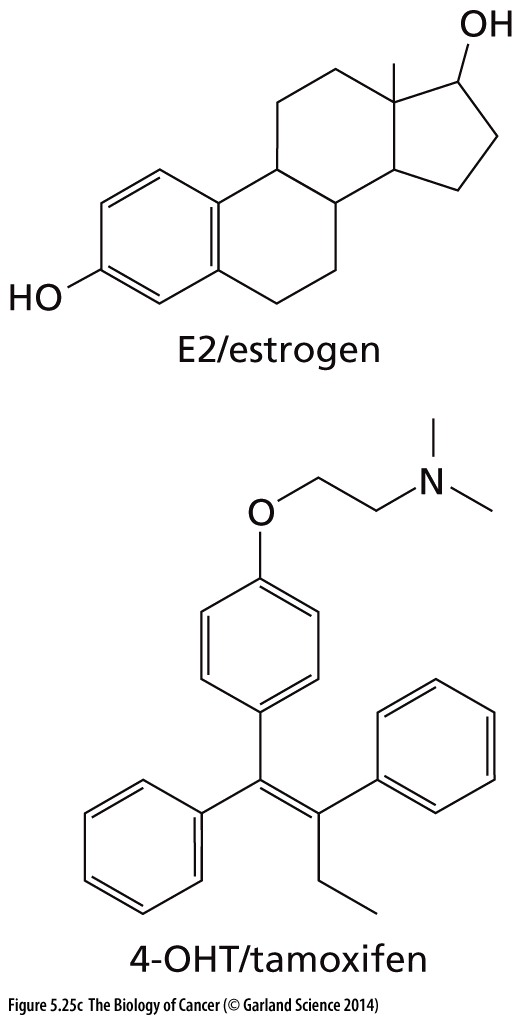 OH
HO
E2/estrogen
N
O
4-OHT/tamoxifen
Figure 5.25c The Biology of Cancer (© Garland Science 2014)